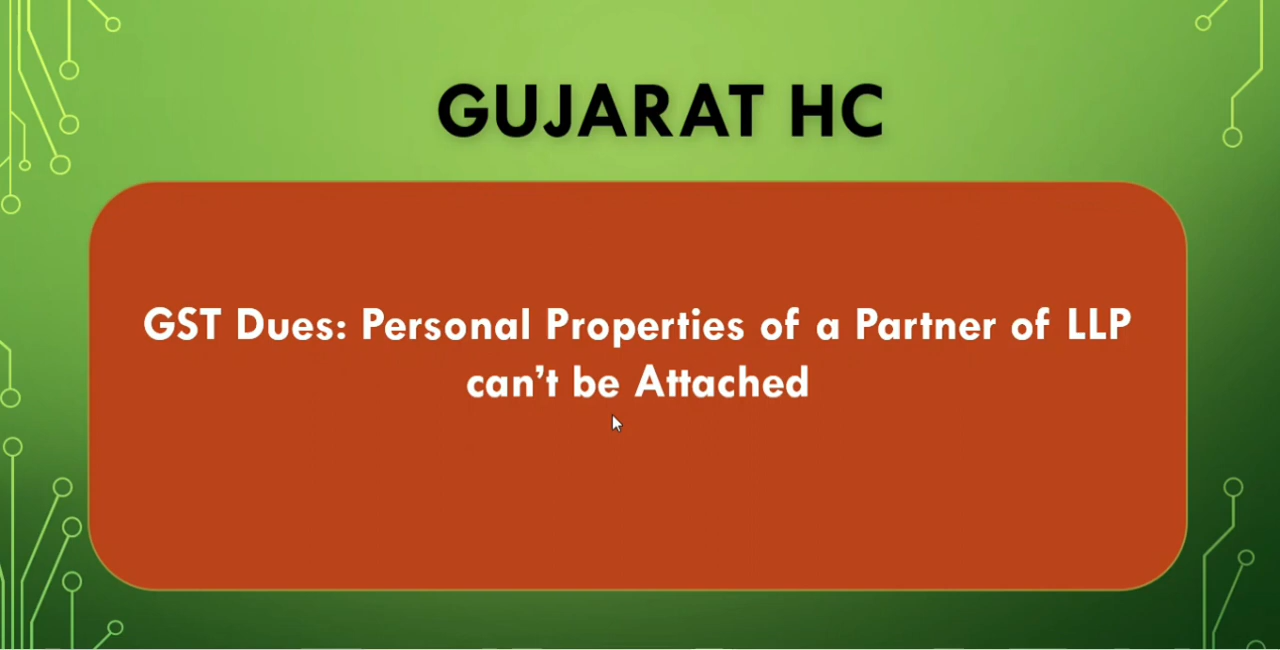 GUJARAT HC
GST Dues: Personal Properties of a Partner of LLP
can’t be Attached